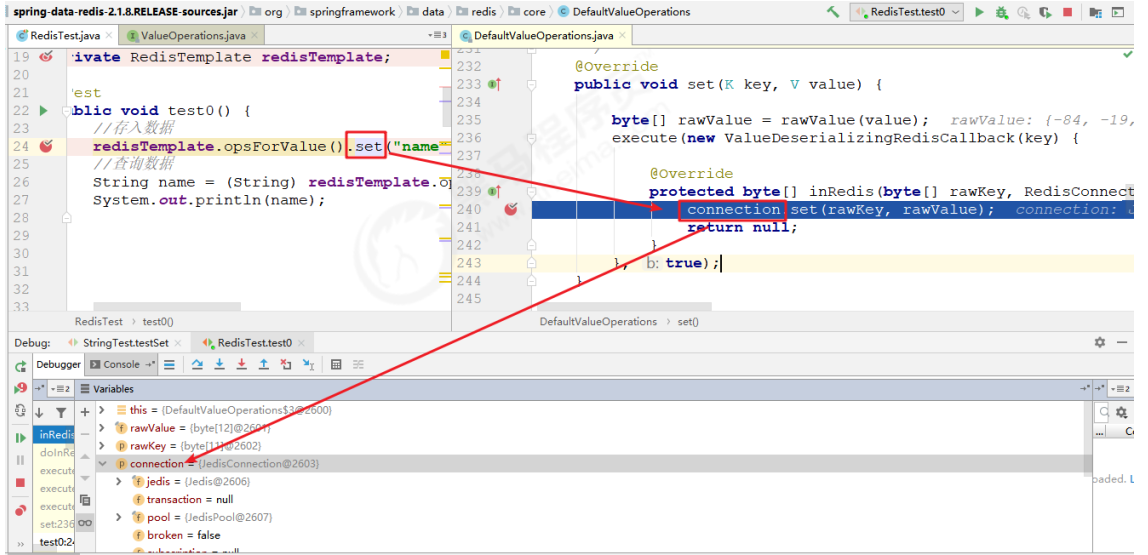 spring-data-redis-2.1.8.RELEASE-sources.jar org springframework data redis core DefaultValueOperations RedisTest.test0
RedisTest.java ValueOperations.java
DefaultValueOperations.java
19 ivate RedisTemplate redisTemplate;
20
21 est
22 blic void test0() {
23 //存入数据
24 redisTemplate.opsForValue().set("name"
25 //查询数据
26 String name = (String) redisTemplate.o
27 System.out.println(name);
28
29
30
31
32
33
RedisTest test0()
231
232 @Override
233 public void set(K key, V value) {
234
235 byte[] rawValue = rawValue(value); rawValue: {-84, -19,
236 execute(new ValueDeserializingRedisCallback(key) {
237
238 @Override
239 protected byte[] inRedis(byte[] rawKey, RedisConnect
240 connection.set(rawKey, rawValue); connection:
241 return null;
242 }
243 }, b: true);
244 }
245
DefaultValueOperations set()
Debug: StringTest.testSet RedisTest.test0
Debugger Console
Variables
inRedis
doInRe
execute
execute
execute
set:236
test0:24
this = {DefaultValueOperations$3@2600}
rawValue = {byte[12]@2601}
rawKey = {byte[11]@2602}
connection = {JedisConnection@2603}
jedis = {Jedis@2606}
transaction = null
pool = {JedisPool@2607}
broken = false
subscription = null
oaded. L